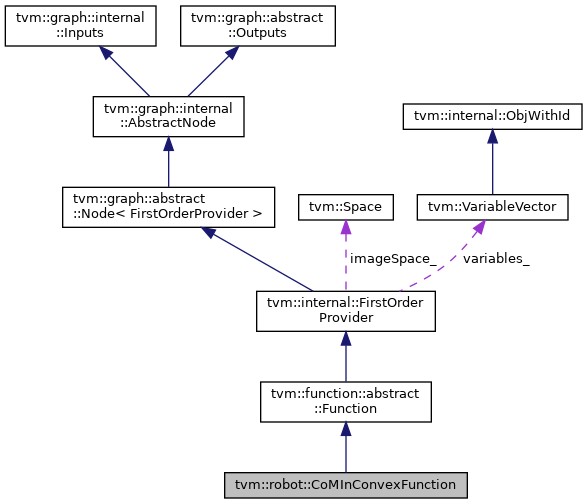 tvm::graph::internal
::Inputs
tvm::graph::abstract
::Outputs
tvm::graph::internal
::AbstractNode
tvm::internal::ObjWithId
tvm::graph::abstract
::Node< FirstOrderProvider >
tvm::Space
tvm::VariableVector
imageSpace_
variables_
tvm::internal::FirstOrder
Provider
tvm::function::abstract
::Function
tvm::robot::CoMInConvexFunction